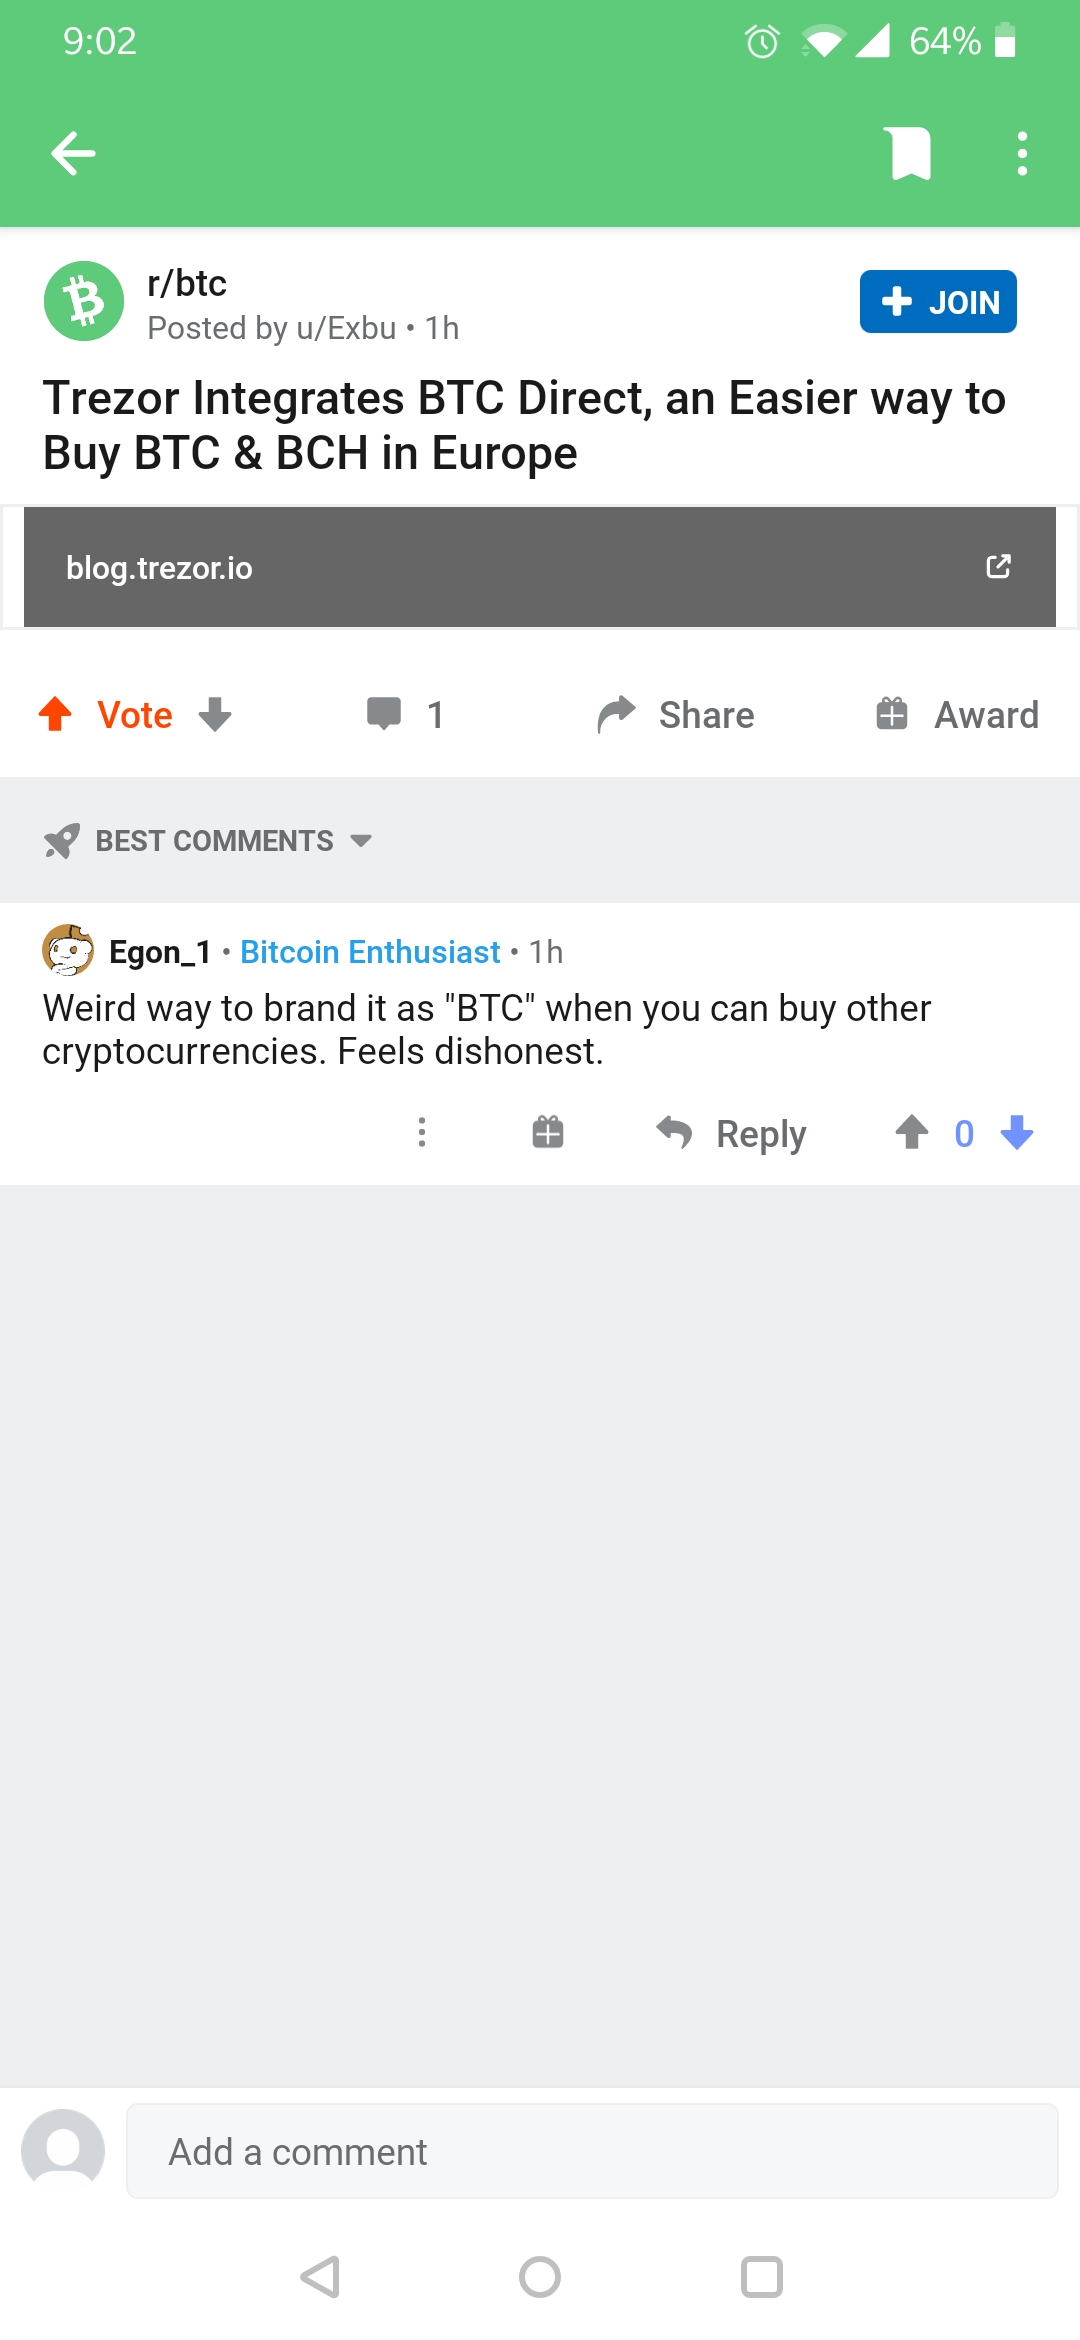 9:02
64%
r/btc
Posted by u/Exbu • 1h
JOIN
Trezor Integrates BTC Direct, an Easier way to
Buy BTC & BCH in Europe
blog.trezor.io
Vote
1
Share
Award
BEST COMMENTS
Egon_1 • Bitcoin Enthusiast • 1h
Weird way to brand it as "BTC" when you can buy other
cryptocurrencies. Feels dishonest.
Reply
0
Add a comment